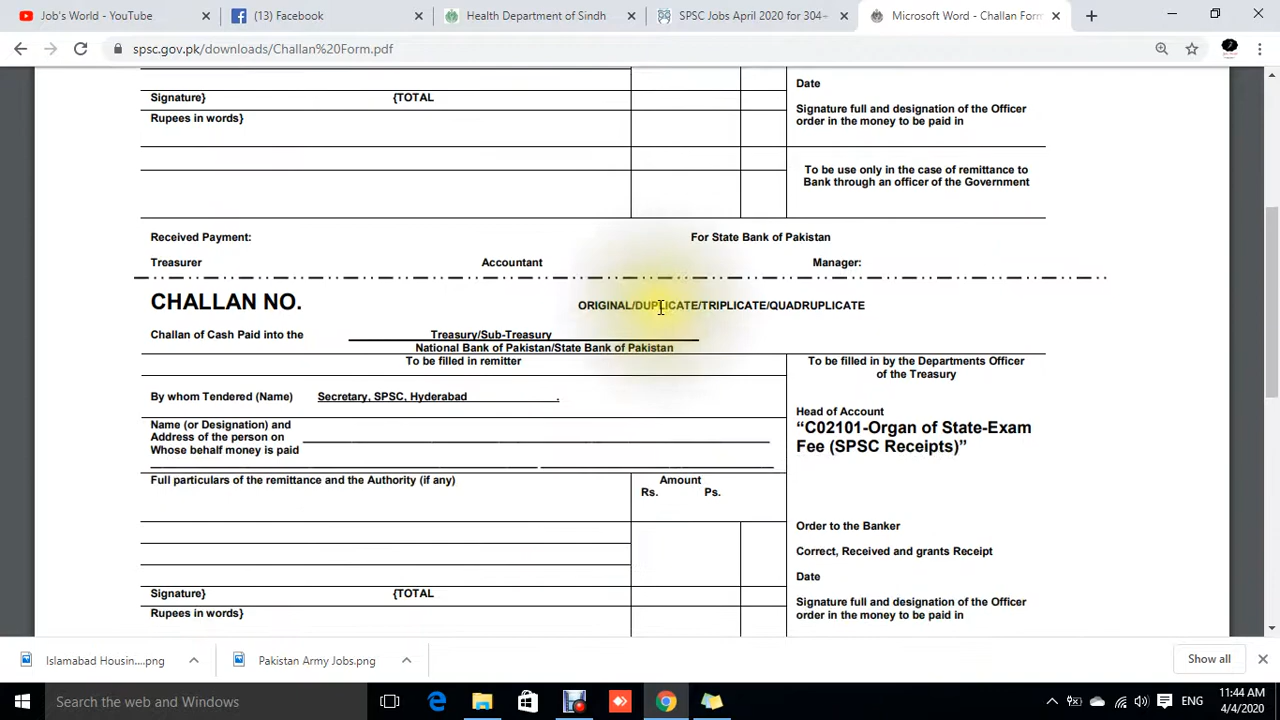 Job's World - YouTube
(13) Facebook
Health Department of Sindh
SPSC Jobs April 2020 for 304
Microsoft Word - Challan Form
spsc.gov.pk/downloads/Challan%20Form.pdf
Signature} {TOTAL
Rupees in words}
Date
Signature full and designation of the Officer
order in the money to be paid in
To be use only in the case of remittance to
Bank through an officer of the Government
Received Payment: For State Bank of Pakistan
Treasurer Accountant Manager:
CHALLAN NO. ORIGINAL/DUPLICATE/TRIPLICATE/QUADRUPLICATE
Challan of Cash Paid into the Treasury/Sub-Treasury
National Bank of Pakistan/State Bank of Pakistan
To be filled in remitter
To be filled in by the Departments Officer
of the Treasury
By whom Tendered (Name) Secretary, SPSC, Hyderabad .
Name (or Designation) and
Address of the person on
Whose behalf money is paid
Head of Account
“C02101-Organ of State-Exam
Fee (SPSC Receipts)”
Full particulars of the remittance and the Authority (if any)
Amount
Rs. Ps.
Order to the Banker
Correct, Received and grants Receipt
Date
Signature} {TOTAL
Rupees in words}
Signature full and designation of the Officer
order in the money to be paid in
Islamabad Housin....png
Pakistan Army Jobs.png
Show all
Search the web and Windows
ENG
11:44 AM
4/4/2020